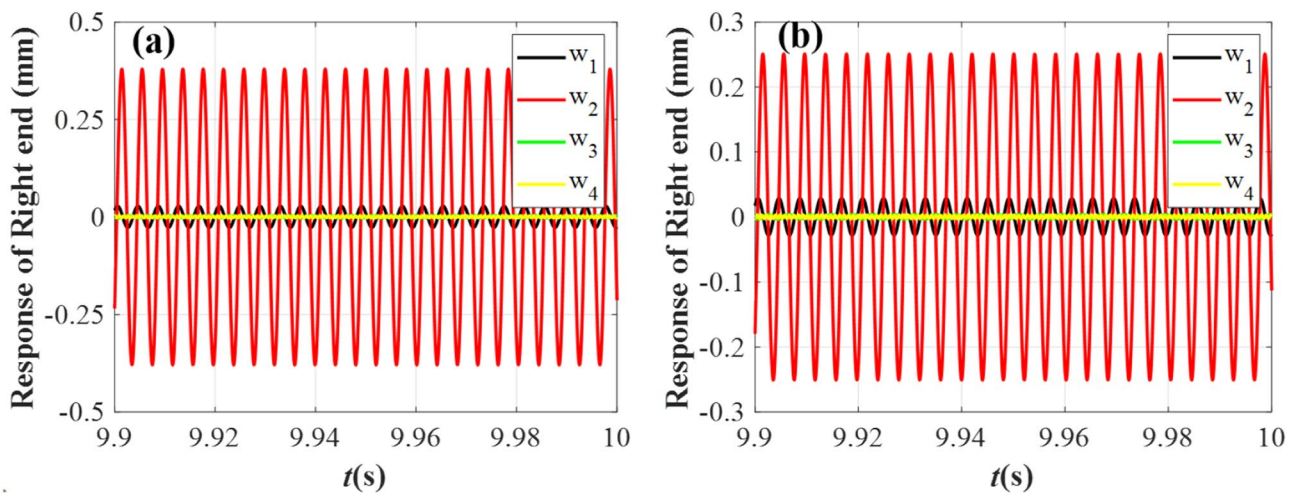 (a)
Response of Right end (mm)
0.5
0.25
0
-0.25
-0.5
9.9
9.92
9.94
9.96
9.98
10
t(s)
w1
w2
w3
w4
(b)
Response of Right end (mm)
0.3
0.2
0.1
0
-0.1
-0.2
-0.3
9.9
9.92
9.94
9.96
9.98
10
t(s)
w1
w2
w3
w4